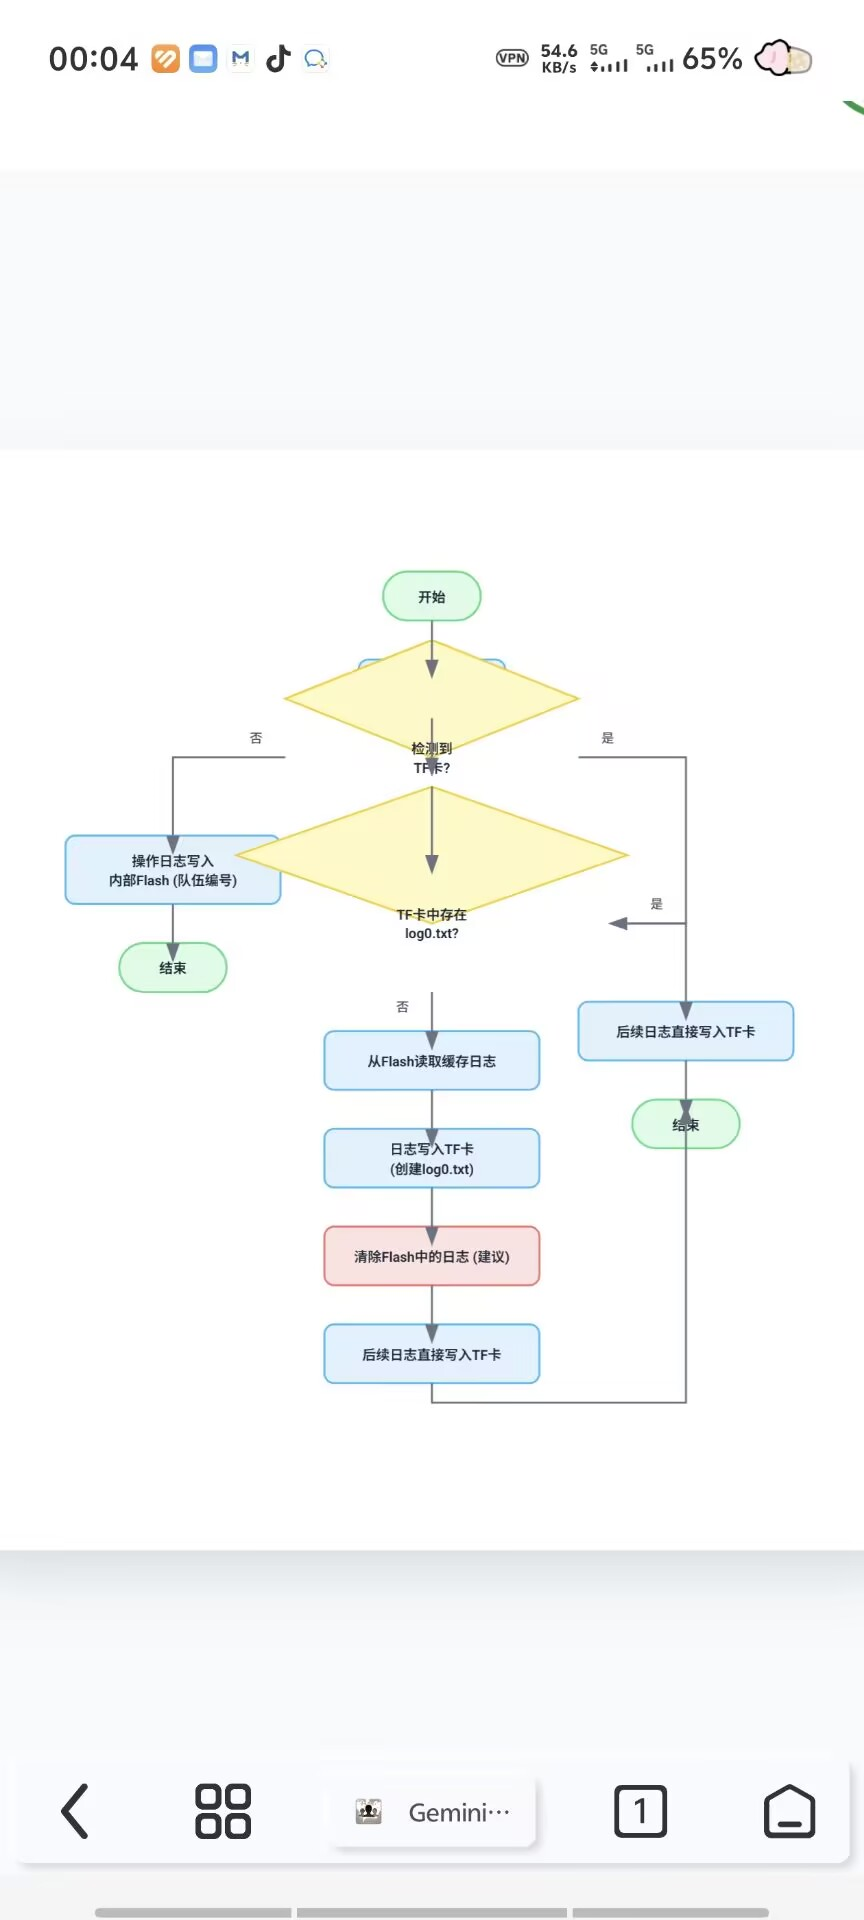 00:04
VPN
54.6
KB/s
5G
5G
65%
开始
检测到
TF卡?
否
是
操作日志写入
内部Flash (队伍编号)
TF卡中存在
log0.txt?
是
结束
否
后续日志直接写入TF卡
从Flash读取缓存日志
结束
日志写入TF卡
(创建log0.txt)
清除Flash中的日志 (建议)
后续日志直接写入TF卡
Gemini···
1